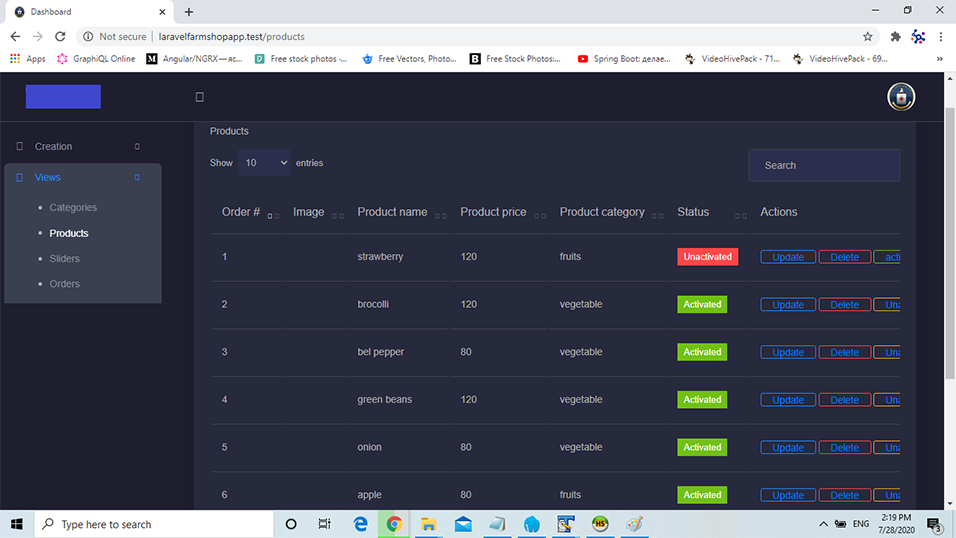 Dashboard
Not secure | laravelfarmshopapp.test/products
Apps GraphiQL Online Angular/NGRX — яс... Free stock photos -... Free Vectors, Photo... Free Stock Photos:... Spring Boot: делае... VideoHivePack - 71... VideoHivePack - 69... »
Products
Creation
Show 10 entries
Search
Views
Categories
Products
Sliders
Orders
Order # Image Product name Product price Product category Status Actions
1 strawberry 120 fruits Unactivated Update Delete acti
2 brocolli 120 vegetable Activated Update Delete Una
3 bel pepper 80 vegetable Activated Update Delete Una
4 green beans 120 vegetable Activated Update Delete Una
5 onion 80 vegetable Activated Update Delete Una
6 apple 80 fruits Activated Update Delete Una
Type here to search
ENG
2:19 PM
7/28/2020
3